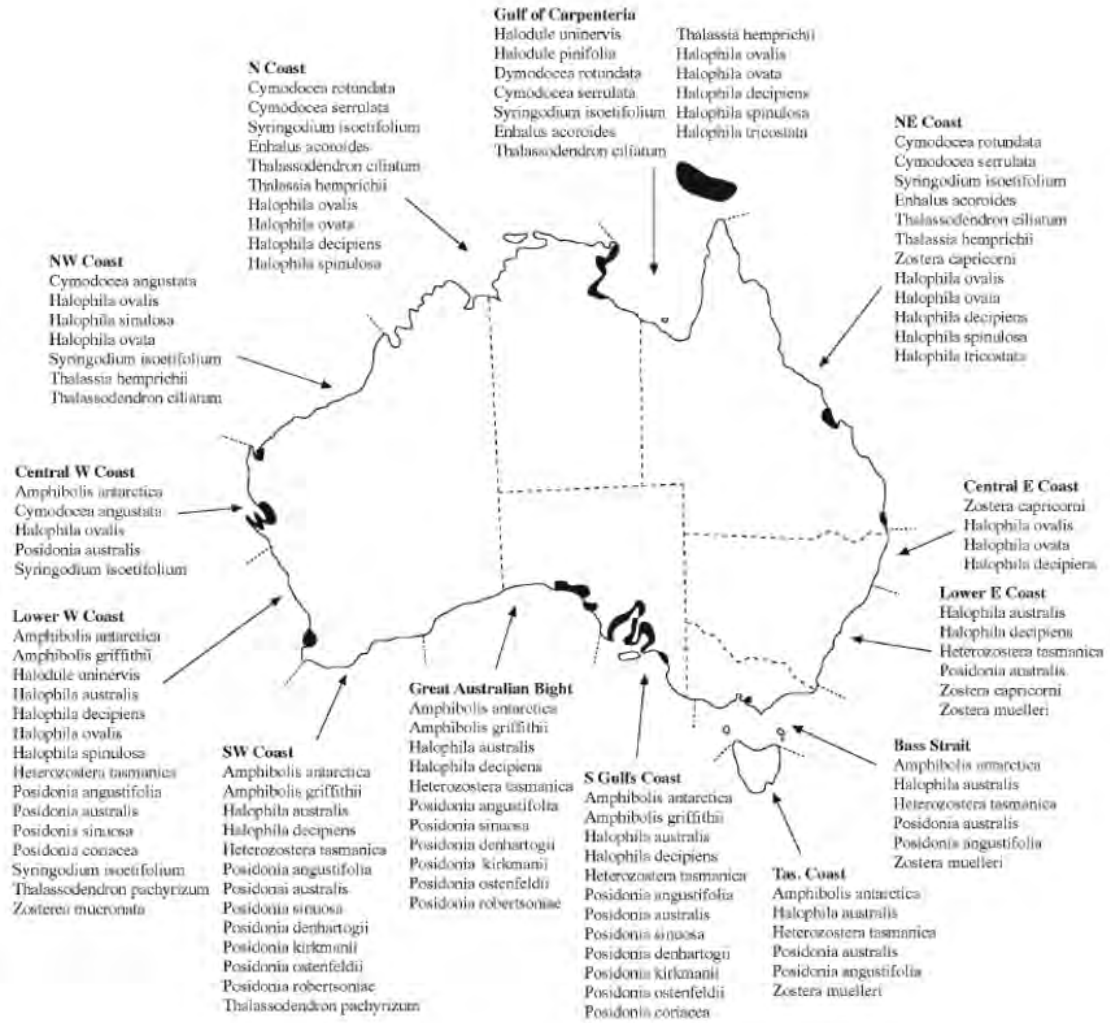 Gulf of Carpenteria
Halodule uninervis
Halodule pinifolia
Dymodocea rotundata
Cymodocea serrulata
Syringodium isoetifolium
Enhalus acoroides
Thalassodendron ciliatum
Thalassia hemprichii
Halophila ovalis
Halophila ovata
Halophila decipiens
Halophila spinulosa
Halophila tricostata
N Coast
Cymodocea rotundata
Cymodocea serrulata
Syringodium isoetifolium
Enhalus acoroides
Thalassodendron ciliatum
Thalassia hemprichii
Halophila ovalis
Halophila ovata
Halophila decipiens
Halophila spinulosa
NE Coast
Cymodocea rotundata
Cymodocea serrulata
Syringodium isoetifolium
Enhalus acoroides
Thalassodendron ciliatum
Thalassia hemprichii
Zostera capricorni
Halophila ovalis
Halophila ovata
Halophila decipiens
Halophila spinulosa
Halophila tricostata
NW Coast
Cymodocea angustata
Halophila ovalis
Halophila sinulosa
Halophila ovata
Syringodium isoetifolium
Thalassia hemprichii
Thalassodendron ciliatum
Central W Coast
Amphibolis antarctica
Cymodocea angustata
Halophila ovalis
Posidonia australis
Syringodium isoetifolium
Central E Coast
Zostera capricorni
Halophila ovalis
Halophila ovata
Halophila decipiens
Lower W Coast
Amphibolis antarctica
Amphibolis griffithii
Halodule uninervis
Halophila australis
Halophila decipiens
Halophila ovalis
Halophila spinulosa
Heterozostera tasmanica
Posidonia angustifolia
Posidonia australis
Posidonia sinuosa
Posidonia coriacea
Syringodium isoetifolium
Thalassodendron pachyrizum
Zosterea mucronata
Lower E Coast
Halophila australis
Halophila decipiens
Heterozostera tasmanica
Posidonia australis
Zostera capricorni
Zostera muelleri
SW Coast
Amphibolis antarctica
Amphibolis griffithii
Halophila australis
Halophila decipiens
Heterozostera tasmanica
Posidonia angustifolia
Posidonai australis
Posidonia sinuosa
Posidonia denhartogii
Posidonia kirkmanii
Posidonia ostenfeldii
Posidonia robertsoniae
Thalassodendron pachyrizum
Great Australian Bight
Amphibolis antarctica
Amphibolis griffithii
Halophila australis
Halophila decipiens
Heterozostera tasmanica
Posidonia angustifolia
Posidonia sinuosa
Posidonia denhartogii
Posidonia kirkmanii
Posidonia ostenfeldii
Posidonia robertsoniae
S Gulfs Coast
Amphibolis antarctica
Amphibolis griffithii
Halophila australis
Halophila decipiens
Heterozostera tasmanica
Posidonia angustifolia
Posidonia australis
Posidonia sinuosa
Posidonia denhartogii
Posidonia kirkmanii
Posidonia ostenfeldii
Posidonia coriacea
Bass Strait
Amphibolis antarctica
Halophila australis
Heterozostera tasmanica
Posidonia australis
Posidonia angustifolia
Zostera muelleri
Tas. Coast
Amphibolis antarctica
Halophila australis
Heterozostera tasmanica
Posidonia australis
Posidonia angustifolia
Zostera muelleri